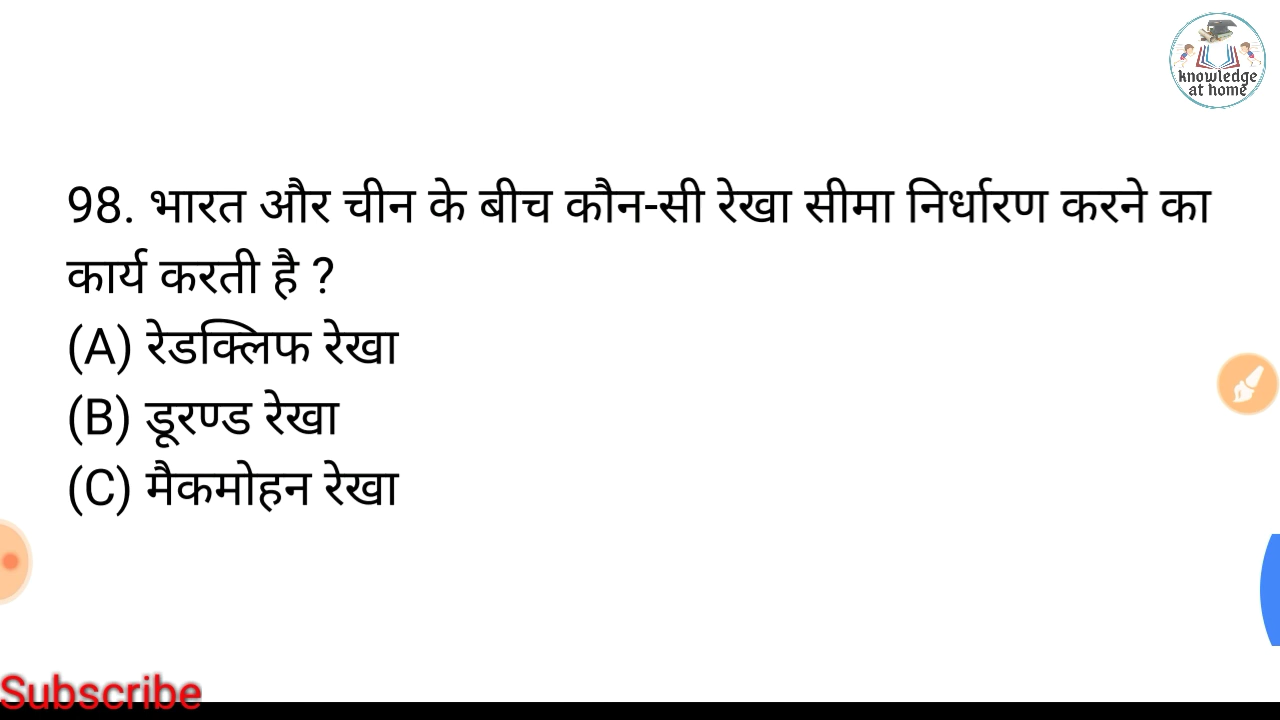 knowledge
at home
98. भारत और चीन के बीच कौन-सी रेखा सीमा निर्धारण करने का
कार्य करती है ?
(A) रेडक्लिफ रेखा
(B) डूरण्ड रेखा
(C) मैकमोहन रेखा
Subscribe